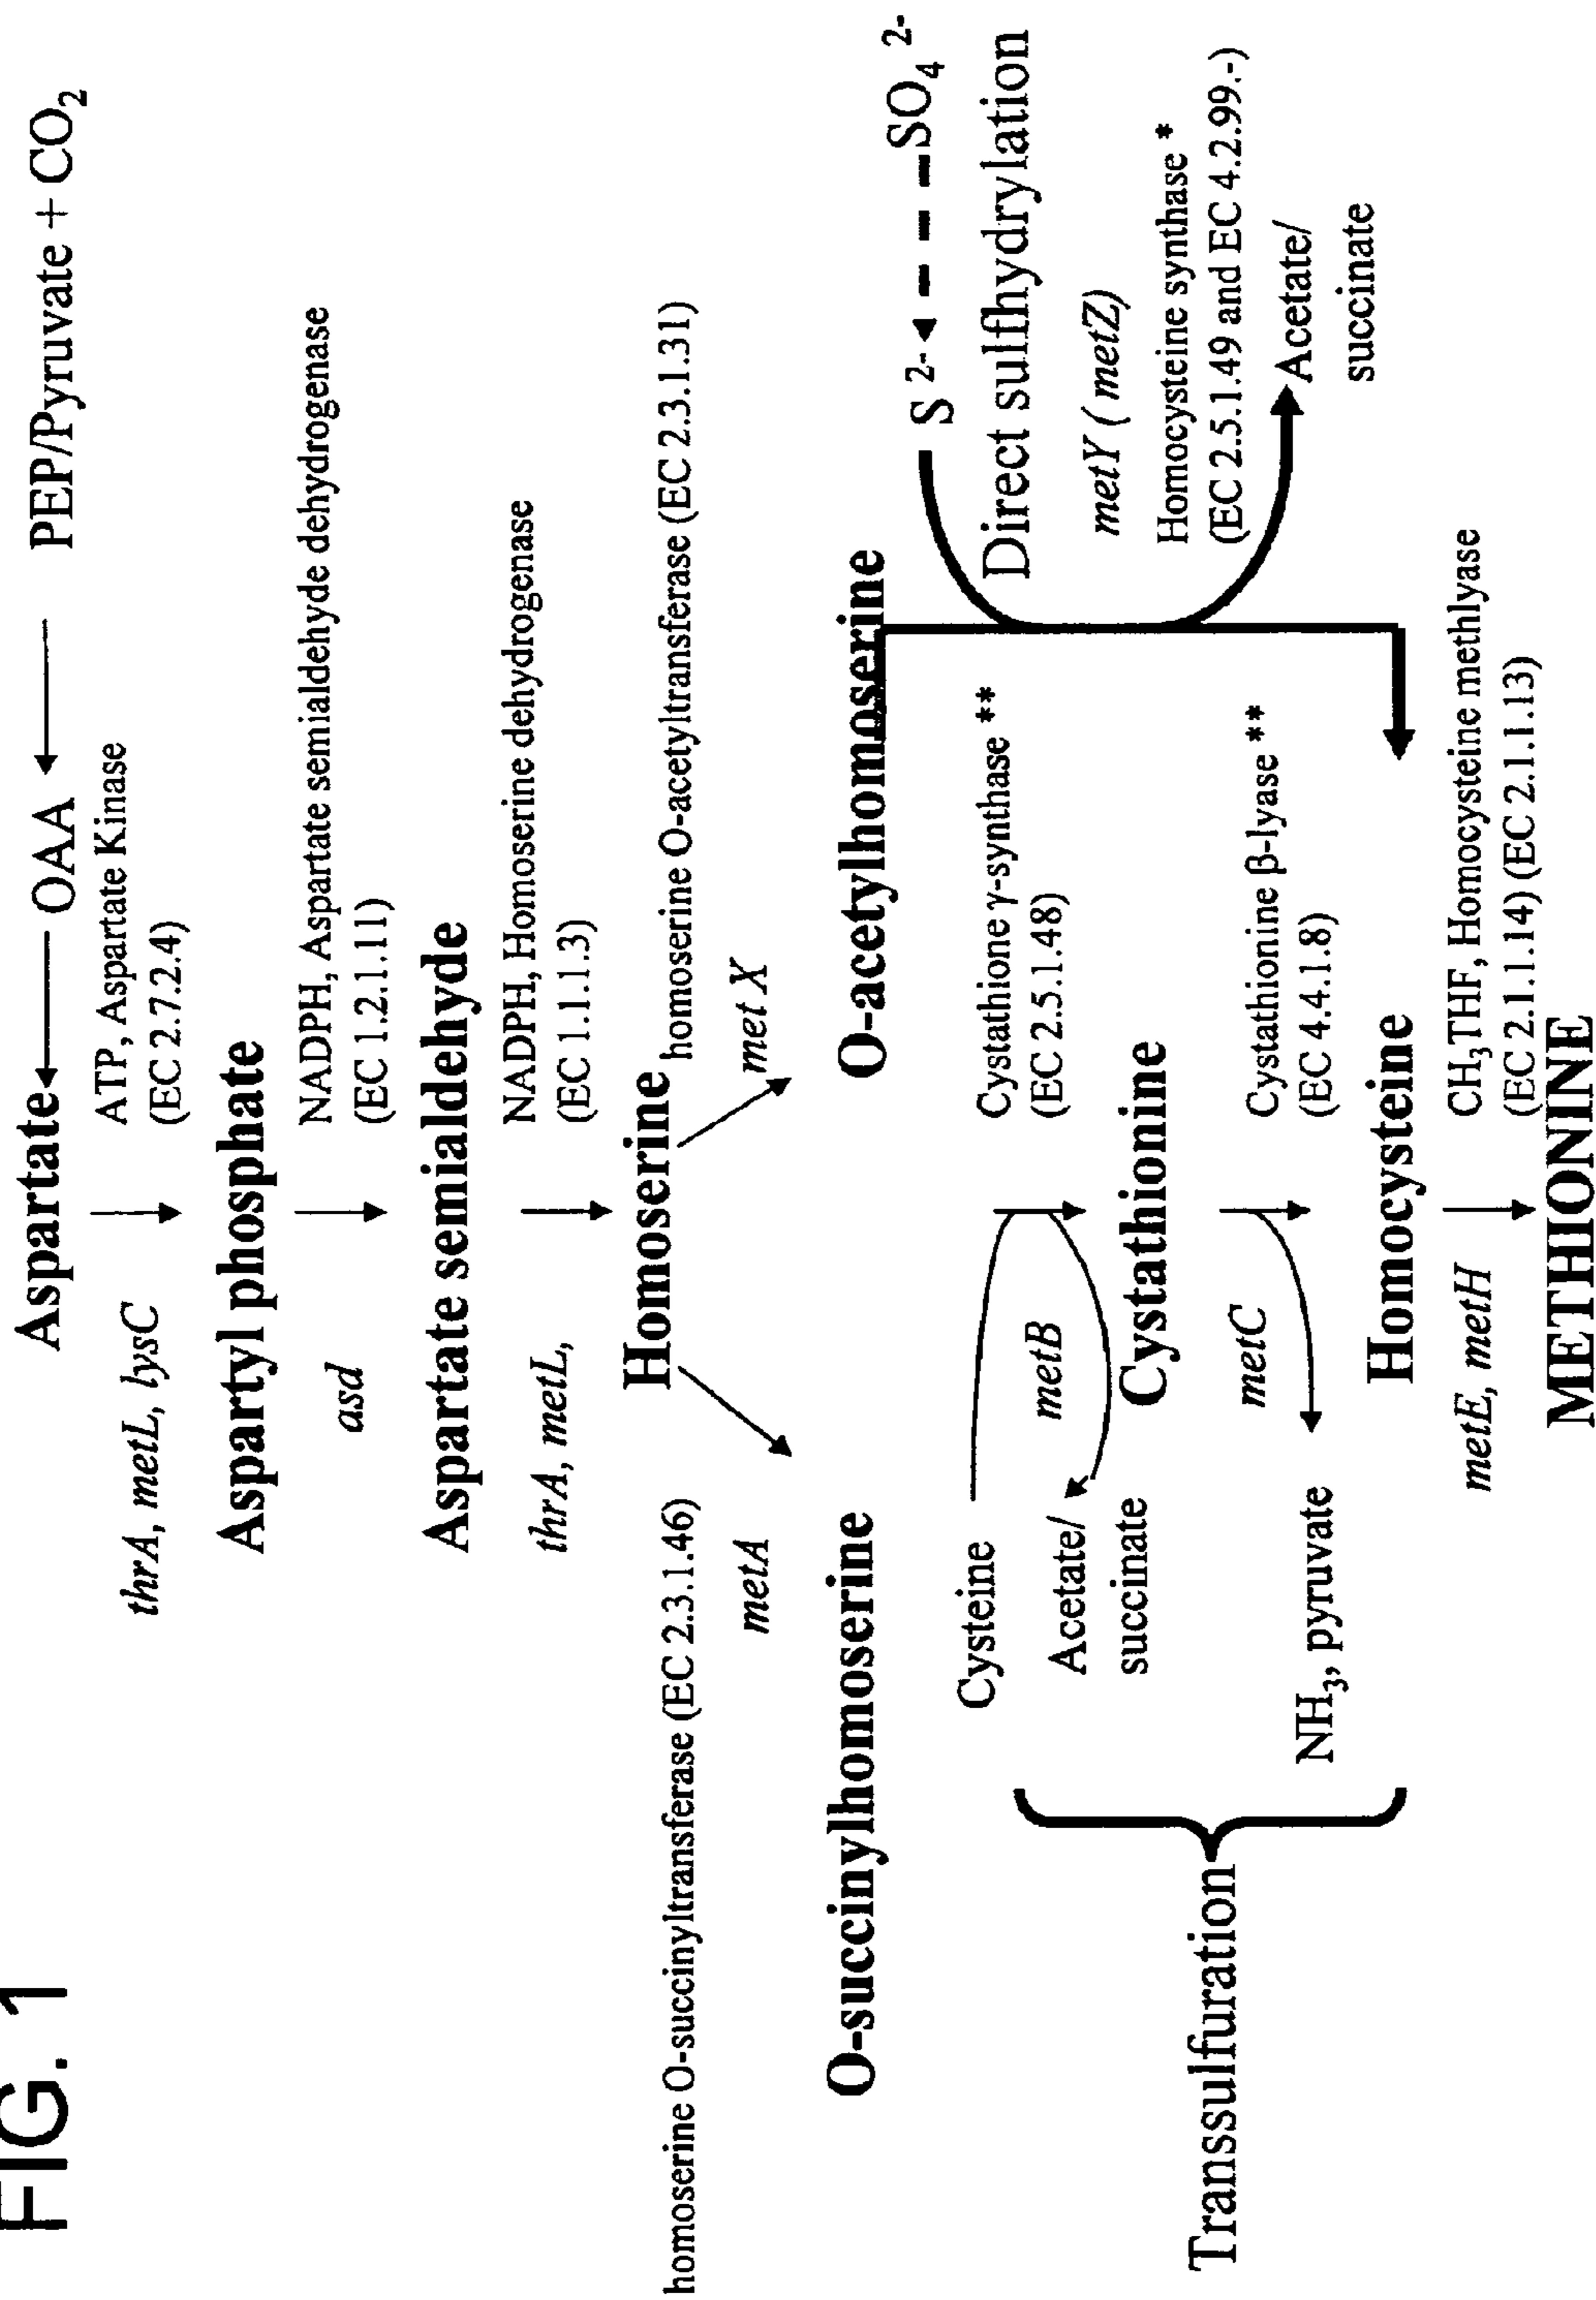 FIG. 1
Aspartate
OAA
PEP/Pyruvate + CO2
thrA, metL, lysC
ATP, Aspartate Kinase
(EC 2.7.2.4)
Aspartyl phosphate
asd
NADPH, Aspartate semialdehyde dehydrogenase
(EC 1.2.1.11)
Aspartate semialdehyde
thrA, metL,
NADPH, Homoserine dehydrogenase
(EC 1.1.1.3)
Homoserine
homoserine O-succinyltransferase (EC 2.3.1.46)
homoserine O-acetyltransferase (EC 2.3.1.31)
metA
met X
O-succinylhomoserine
O-acetylhomoserine
S 2-
SO4 2-
Direct sulfhydrylation
metY ( metZ)
Homocysteine synthase *
(EC 2.5.1.49 and EC 4.2.99.-)
Acetate/
succinate
Cysteine
Cystathione γ-synthase **
(EC 2.5.1.48)
metB
Acetate/
succinate
Cystathionine
Transsulfuration
metC
Cystathionine β-lyase **
(EC 4.4.1.8)
NH3, pyruvate
Homocysteine
metE, metH
CH3THF, Homocysteine methlyase
(EC 2.1.1.14) (EC 2.1.1.13)
METHIONINE